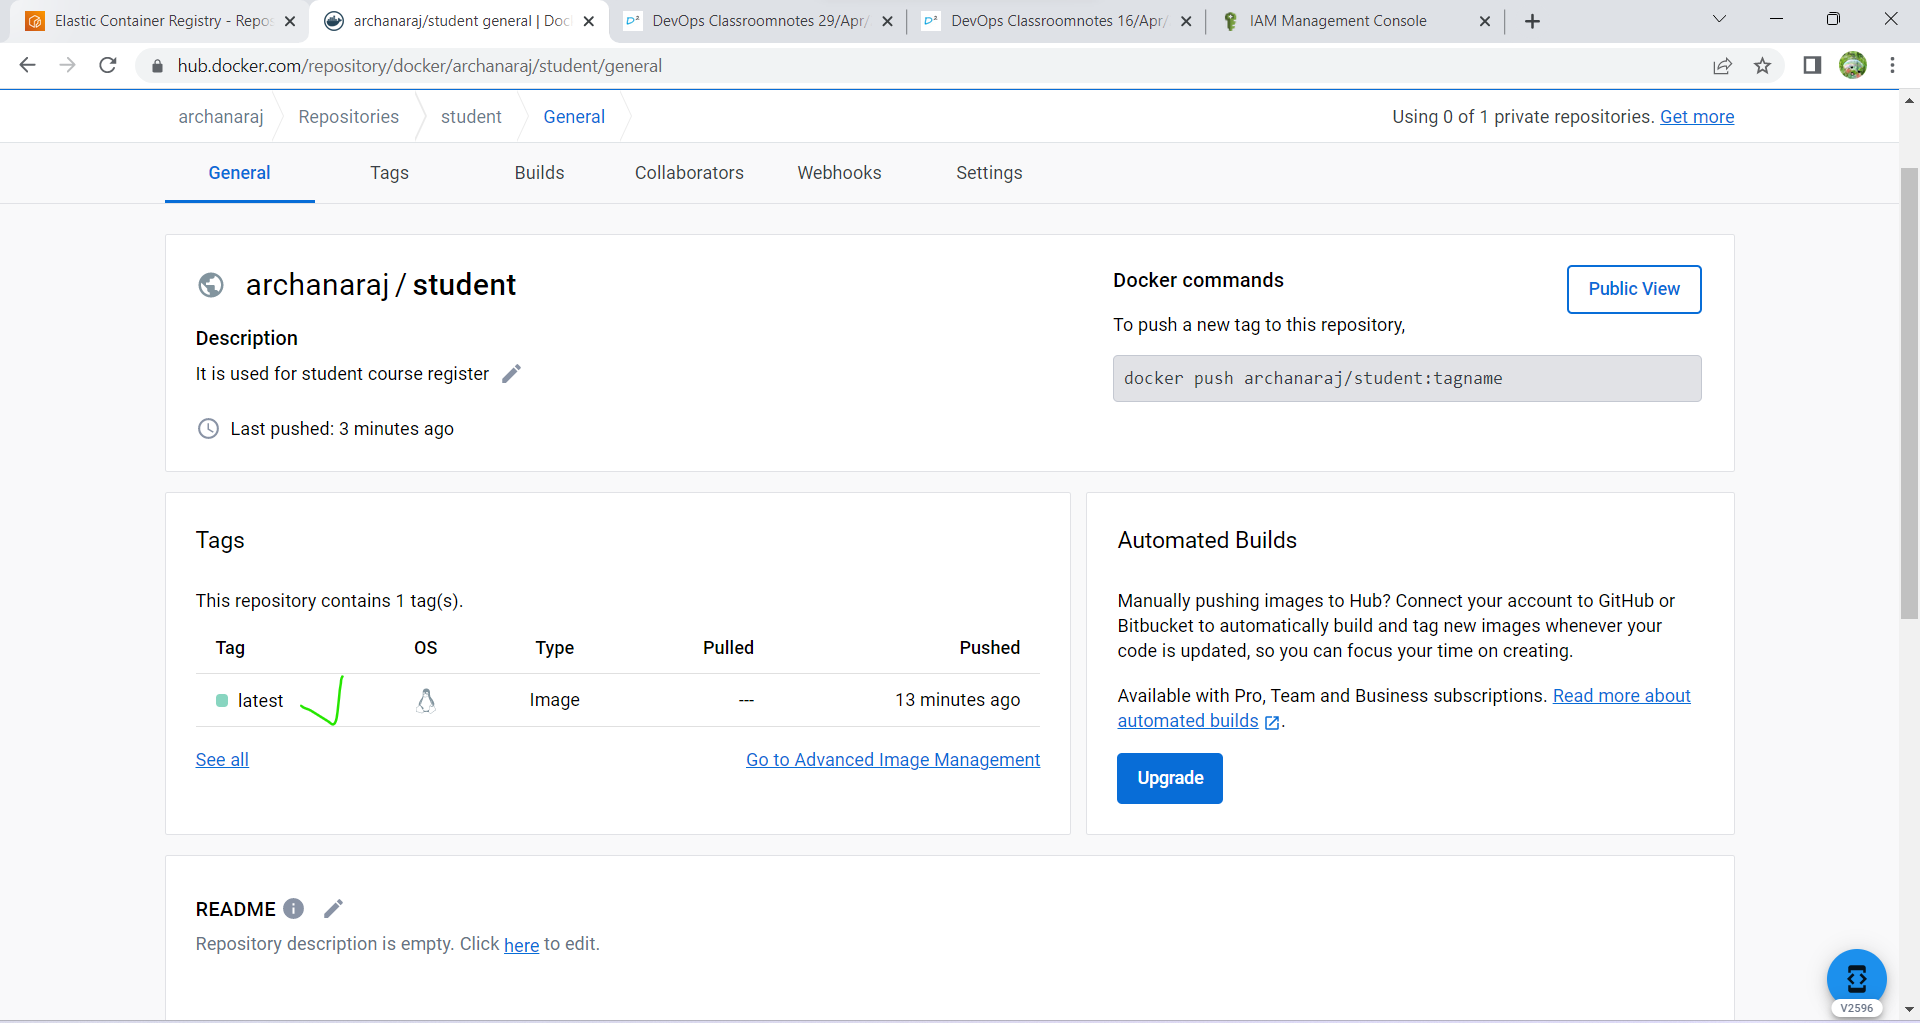 Elastic Container Registry - Repos
archanaraj/student general | Doc
DevOps Classroomnotes 29/Apr/
DevOps Classroomnotes 16/Apr/
IAM Management Console
hub.docker.com/repository/docker/archanaraj/student/general
archanaraj
Repositories
student
General
Using 0 of 1 private repositories. Get more
General
Tags
Builds
Collaborators
Webhooks
Settings
archanaraj / student
Description
It is used for student course register
Last pushed: 3 minutes ago
Docker commands
Public View
To push a new tag to this repository,
docker push archanaraj/student:tagname
Tags
This repository contains 1 tag(s).
Tag OS Type Pulled Pushed
latest Image --- 13 minutes ago
See all
Go to Advanced Image Management
Automated Builds
Manually pushing images to Hub? Connect your account to GitHub or
Bitbucket to automatically build and tag new images whenever your
code is updated, so you can focus your time on creating.
Available with Pro, Team and Business subscriptions. Read more about
automated builds.
Upgrade
README
Repository description is empty. Click here to edit.
V2596